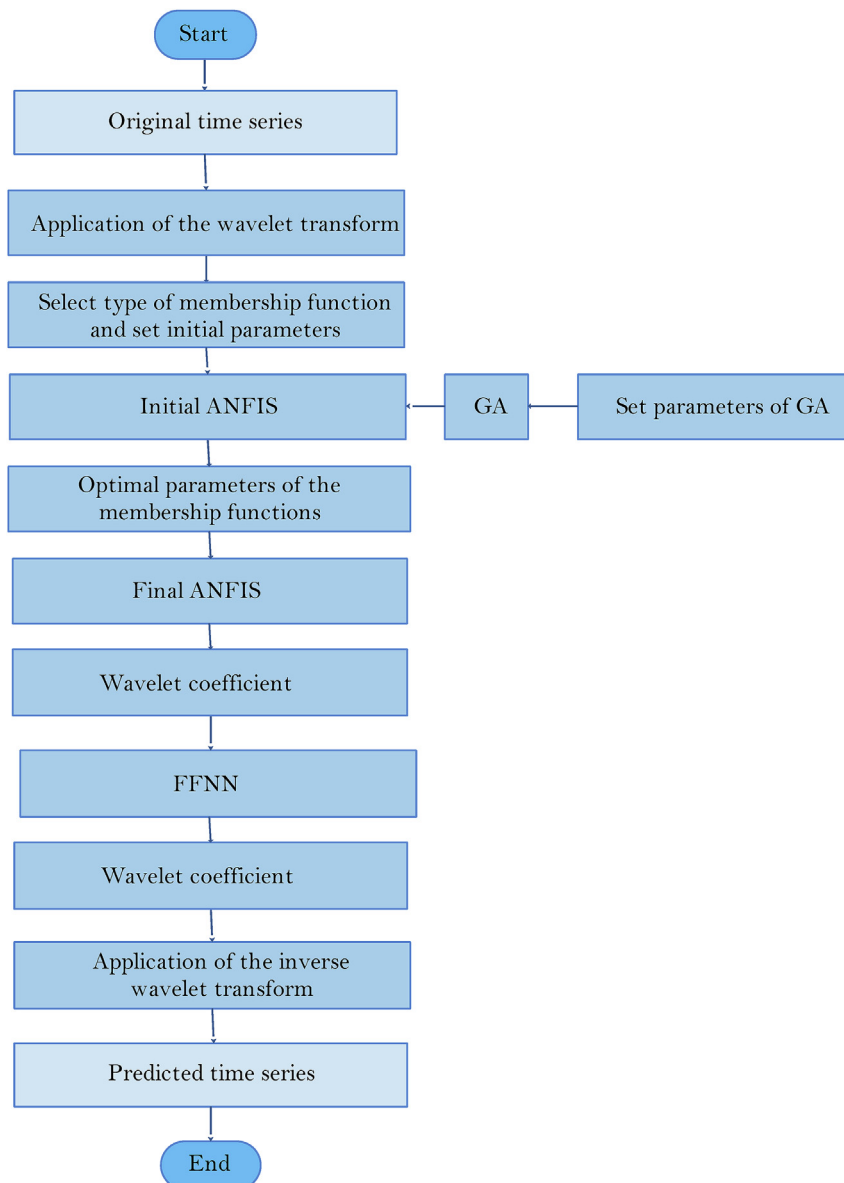 Start
Original time series
Application of the wavelet transform
Select type of membership function
and set initial parameters
Initial ANFIS
GA
Set parameters of GA
Optimal parameters of the
membership functions
Final ANFIS
Wavelet coefficient
FFNN
Wavelet coefficient
Application of the inverse
wavelet transform
Predicted time series
End